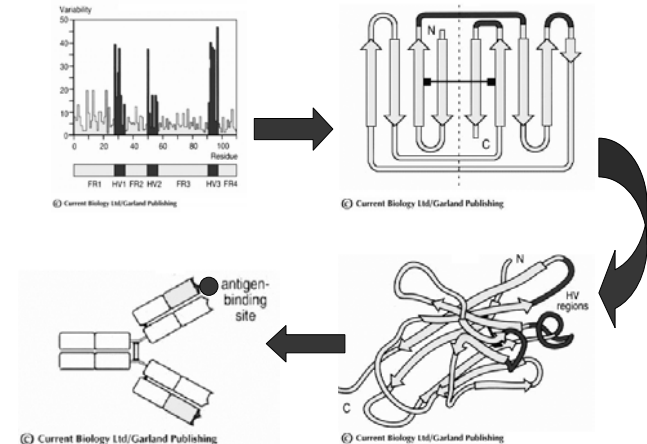 Variability
50
40
30
20
10
0
0 20 40 60 80 100
Residue
FR1 HV1 FR2 HV2 FR3 HV3 FR4
© Current Biology Ltd/Garland Publishing
N
C
© Current Biology Ltd/Garland Publishing
antigen-
binding
site
© Current Biology Ltd/Garland Publishing
N
HV
regions
C
© Current Biology Ltd/Garland Publishing